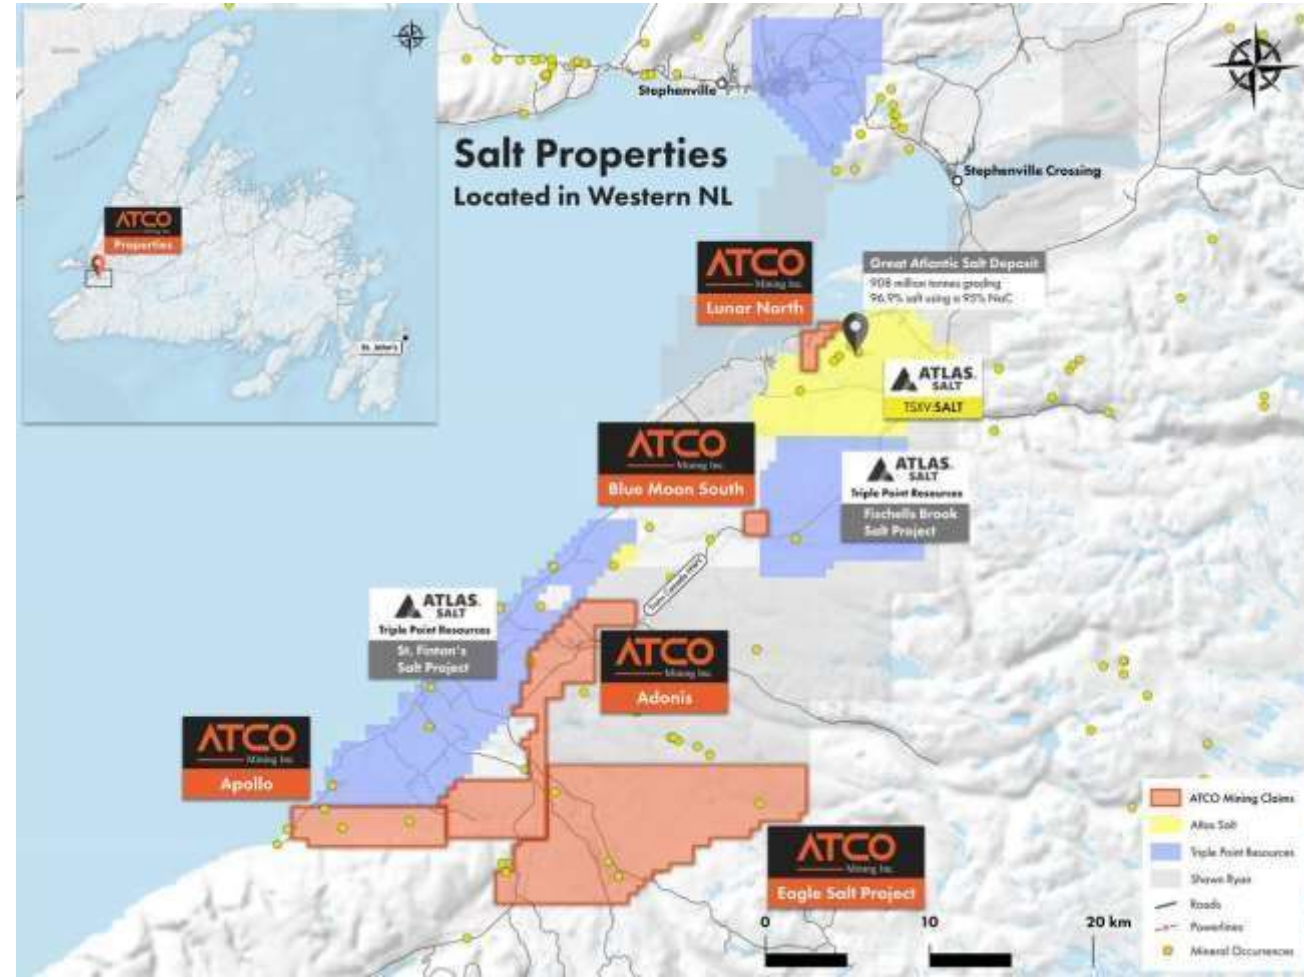 Salt Properties
Located in Western NL
Stephenville
Stephenville Crossing
ATCO
Mining Inc.
Properties
St. John's
ATCO
Mining Inc.
Lunar North
Great Atlantic Salt Deposit
908 million tonnes grading
96.9% salt using a 95% NaC
ATLAS.
SALT
TSXV:SALT
ATCO
Mining Inc.
Blue Moon South
ATLAS.
SALT
Triple Point Resources
Fischells Brook
Salt Project
ATLAS.
SALT
Triple Point Resources
St. Fintan's
Salt Project
ATCO
Mining Inc.
Adonis
ATCO
Mining Inc.
Apollo
ATCO
Mining Inc.
Eagle Salt Project
0 10 20 km
ATCO Mining Claims
Atlas Salt
Triple Point Resources
Shawn Ryan
Roads
Powerlines
Mineral Occurrences